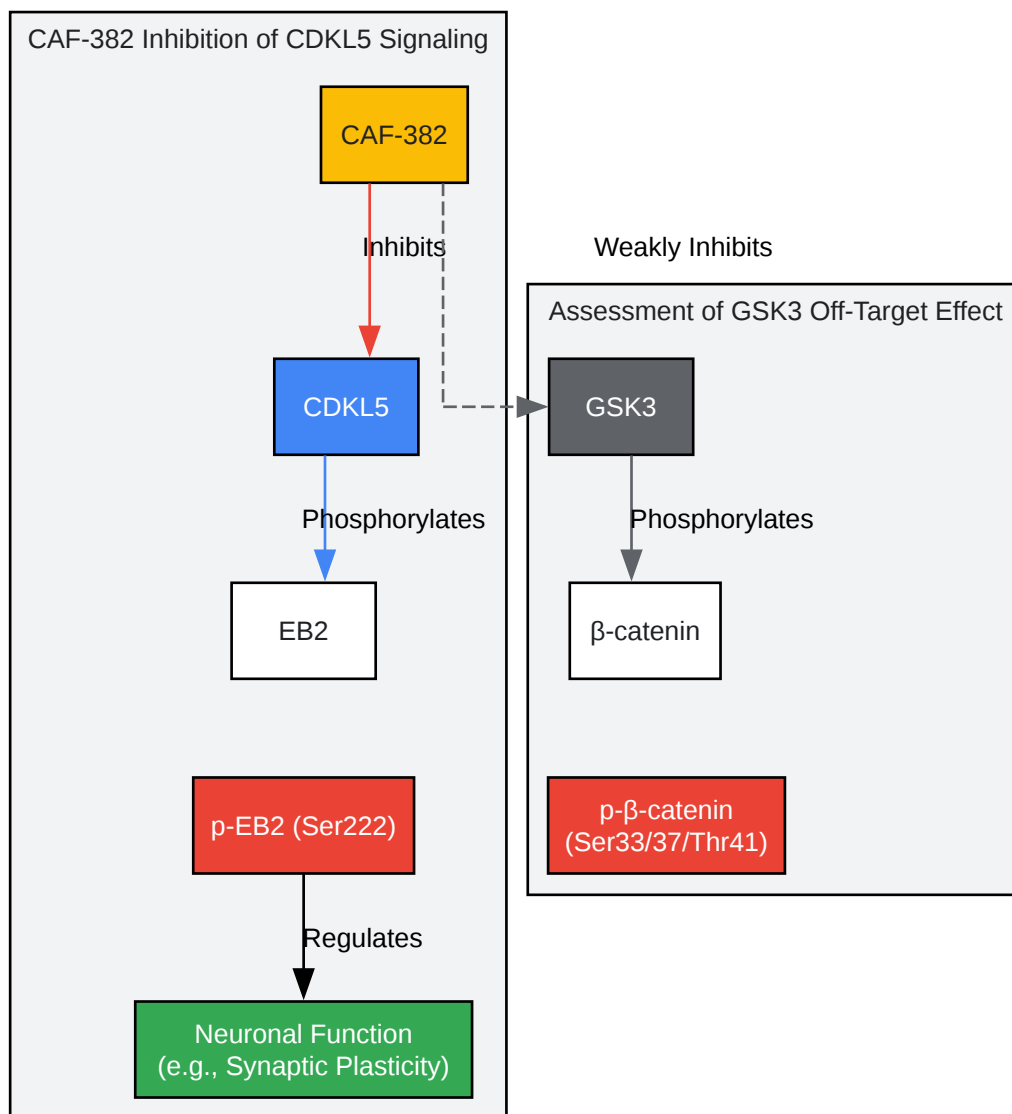 CAF-382 Inhibition of CDKL5 Signaling
CAF-382
Inhibits
Weakly Inhibits
CDKL5
Phosphorylates
EB2
p-EB2 (Ser222)
Regulates
Neuronal Function
(e.g., Synaptic Plasticity)
Assessment of GSK3 Off-Target Effect
GSK3
Phosphorylates
β-catenin
p-β-catenin
(Ser33/37/Thr41)